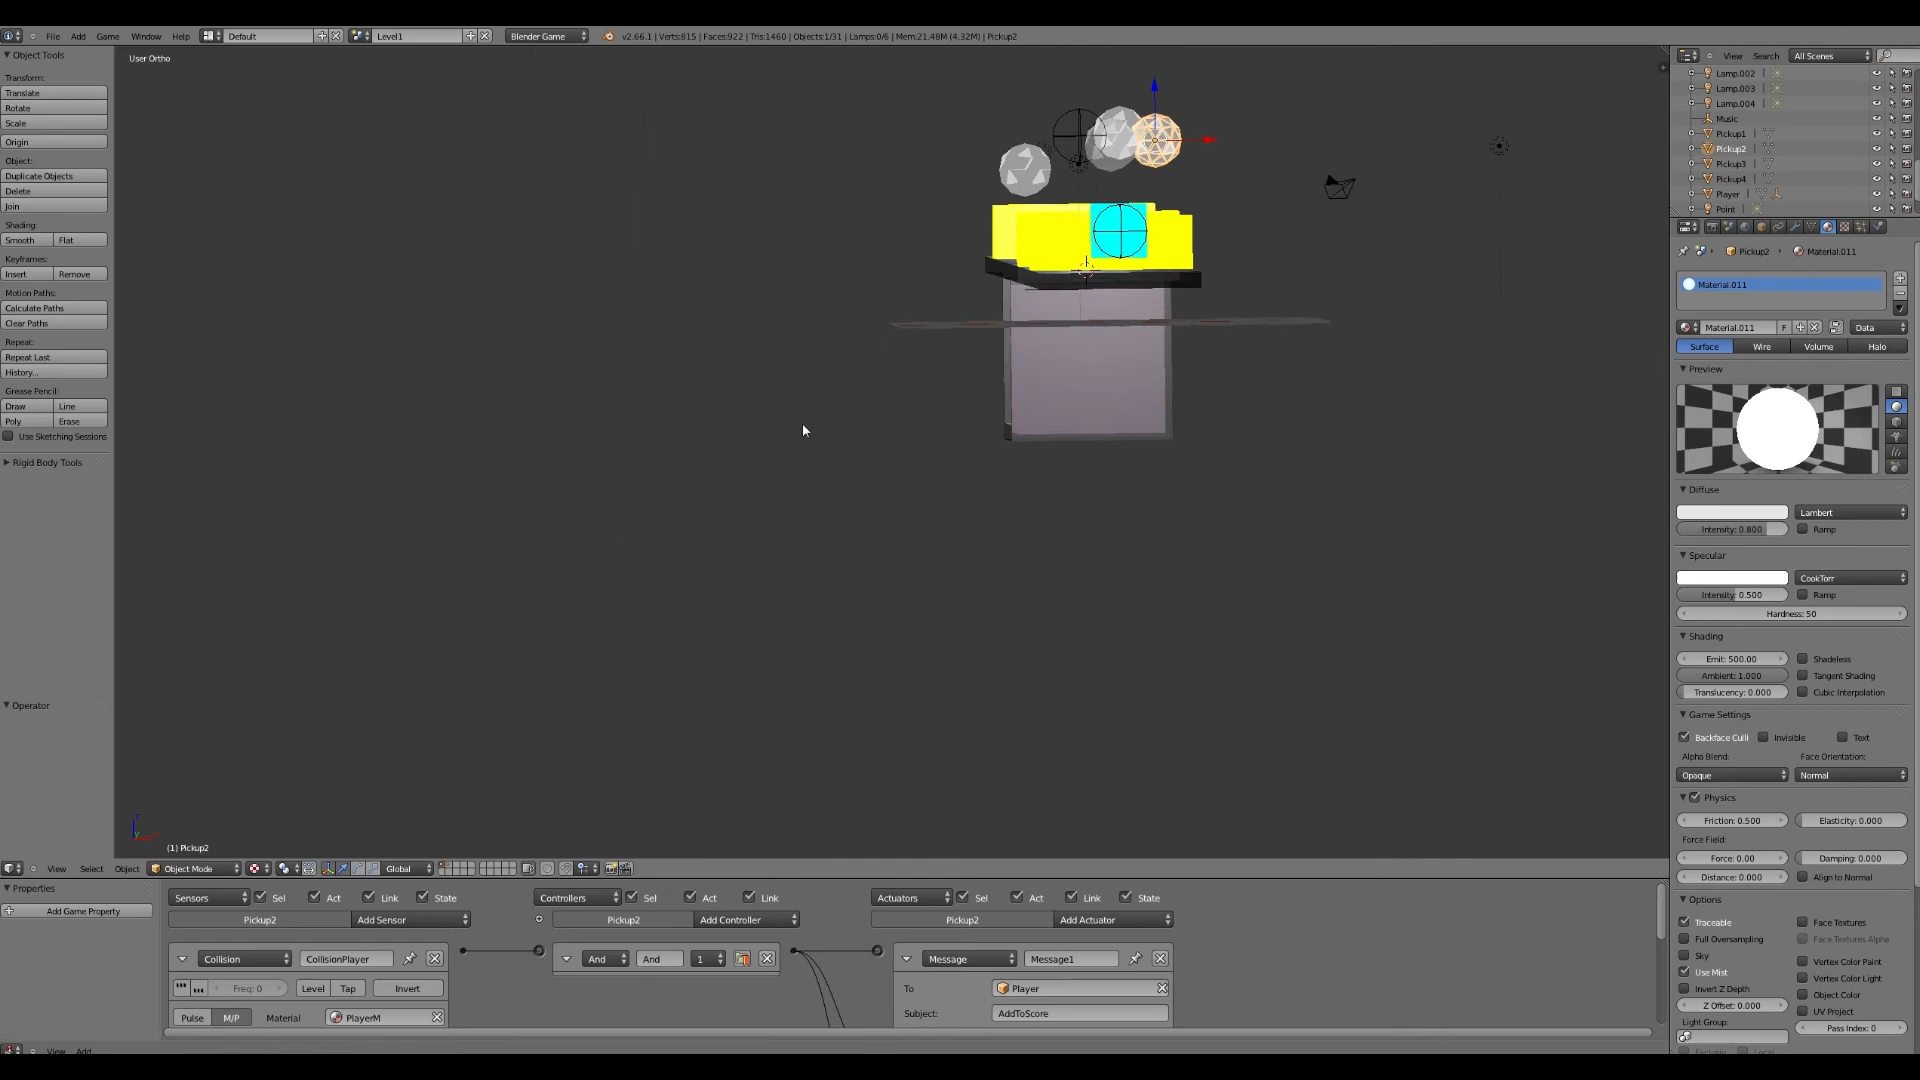 File Add Game Window Help Default Level1 Blender Game v2.66.1 | Verts:815 | Faces:922 | Tris:1460 | Objects:1/31 | Lamps:0/6 | Mem:21.48M (4.32M) | Pickup2
Object Tools
User Ortho
View Search All Scenes
Transform:
Translate
Rotate
Scale
Origin
Object:
Duplicate Objects
Delete
Join
Shading:
Smooth Flat
Keyframes:
Insert Remove
Motion Paths:
Calculate Paths
Clear Paths
Repeat:
Repeat Last
History...
Grease Pencil:
Draw Line
Poly Erase
Use Sketching Sessions
Rigid Body Tools
Operator
Lamp.002
Lamp.003
Lamp.004
Music
Pickup1
Pickup2
Pickup3
Pickup4
Player
Point
Pickup2 Material.011
Material.011
Material.011 F Data
Surface Wire Volume Halo
Preview
Diffuse
Lambert
Intensity: 0.800 Ramp
Specular
CookTorr
Intensity: 0.500 Ramp
Hardness: 50
Shading
Emit: 500.00 Shadeless
Ambient: 1.000 Tangent Shading
Translucency: 0.000 Cubic Interpolation
Game Settings
Backface Culli Invisible Text
Alpha Blend: Face Orientation:
Opaque Normal
Physics
Friction: 0.500 Elasticity: 0.000
Force Field:
Force: 0.00 Damping: 0.000
Distance: 0.000 Align to Normal
Options
Traceable Face Textures
Full Oversampling Face Textures Alpha
Sky Vertex Color Paint
Use Mist Vertex Color Light
Invert Z Depth Object Color
Z Offset: 0.000 UV Project
Light Group: Pass Index: 0
(1) Pickup2
View Select Object Object Mode Global
Properties
Add Game Property
Sensors Sel Act Link State Controllers Sel Act Link Actuators Sel Act Link State
Pickup2 Add Sensor Pickup2 Add Controller Pickup2 Add Actuator
Collision CollisionPlayer And And 1 Message Message1
Freq: 0 Level Tap Invert To Player
Pulse M/P Material PlayerM Subject: AddToScore
View Add